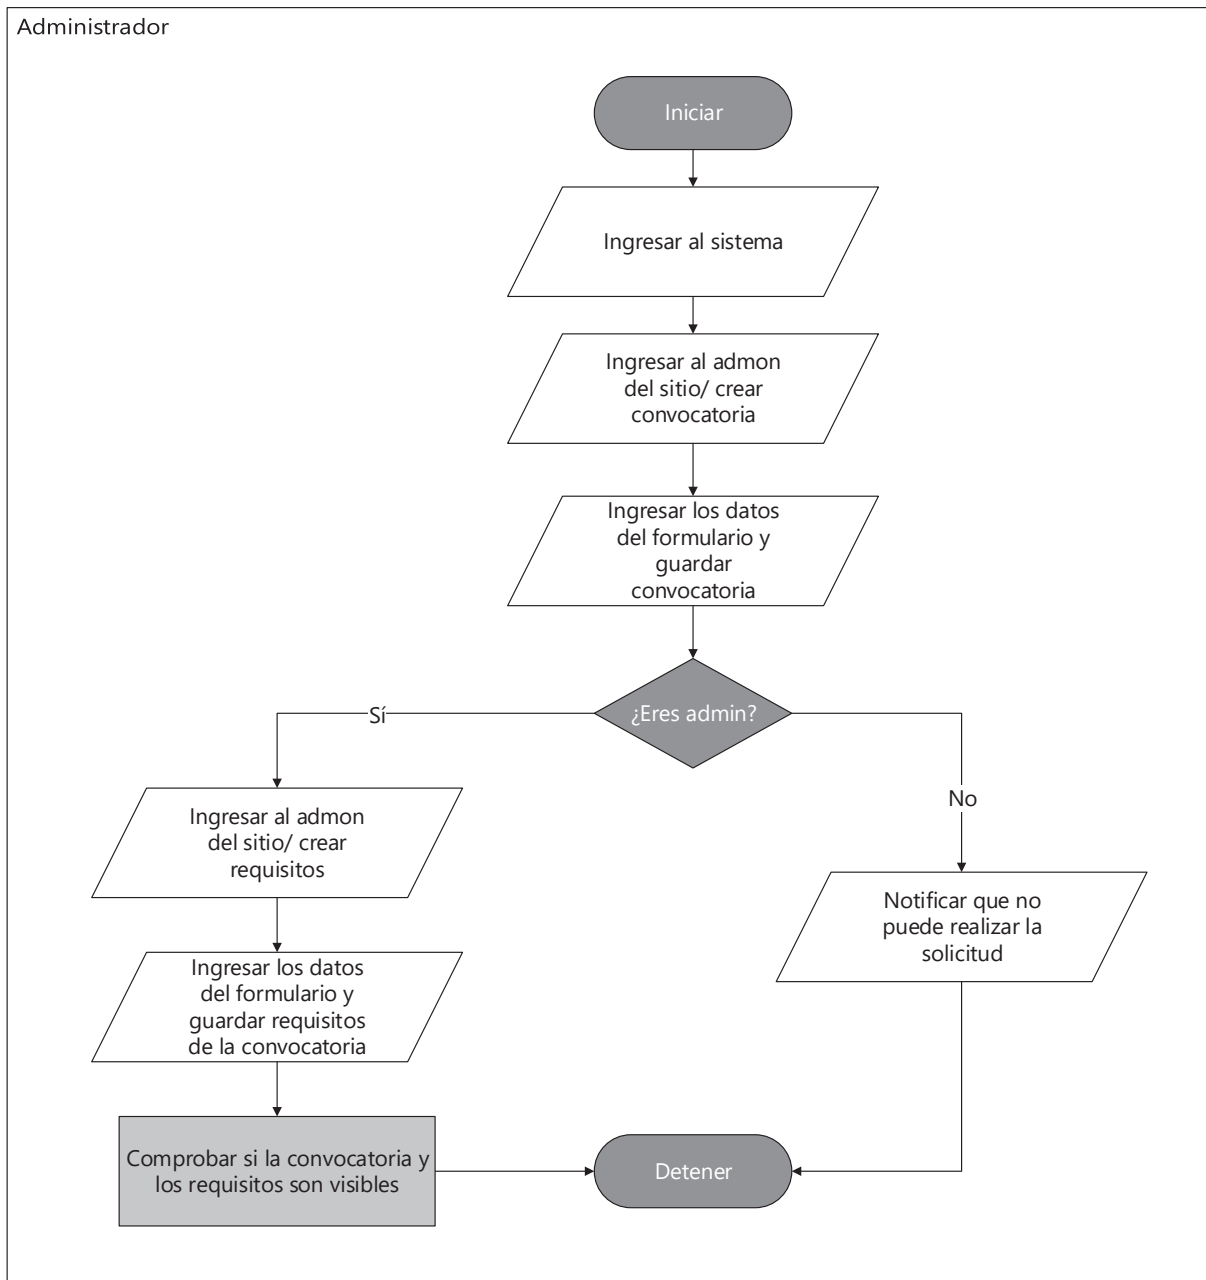 Administrador
Iniciar
Ingresar al sistema
Ingresar al admon
del sitio/ crear
convocatoria
Ingresar los datos
del formulario y
guardar
convocatoria
¿Eres admin?
Sí
No
Ingresar al admon
del sitio/ crear
requisitos
Notificar que no
puede realizar la
solicitud
Ingresar los datos
del formulario y
guardar requisitos
de la convocatoria
Comprobar si la convocatoria y
los requisitos son visibles
Detener